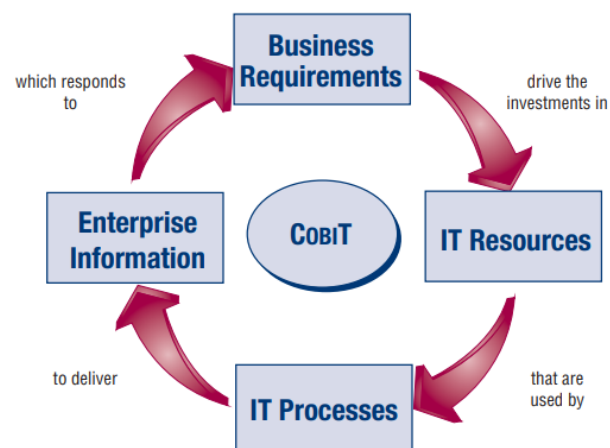 Business
Requirements
which responds
to
drive the
investments in
Enterprise
Information
COBIT
IT Resources
to deliver
IT Processes
that are
used by